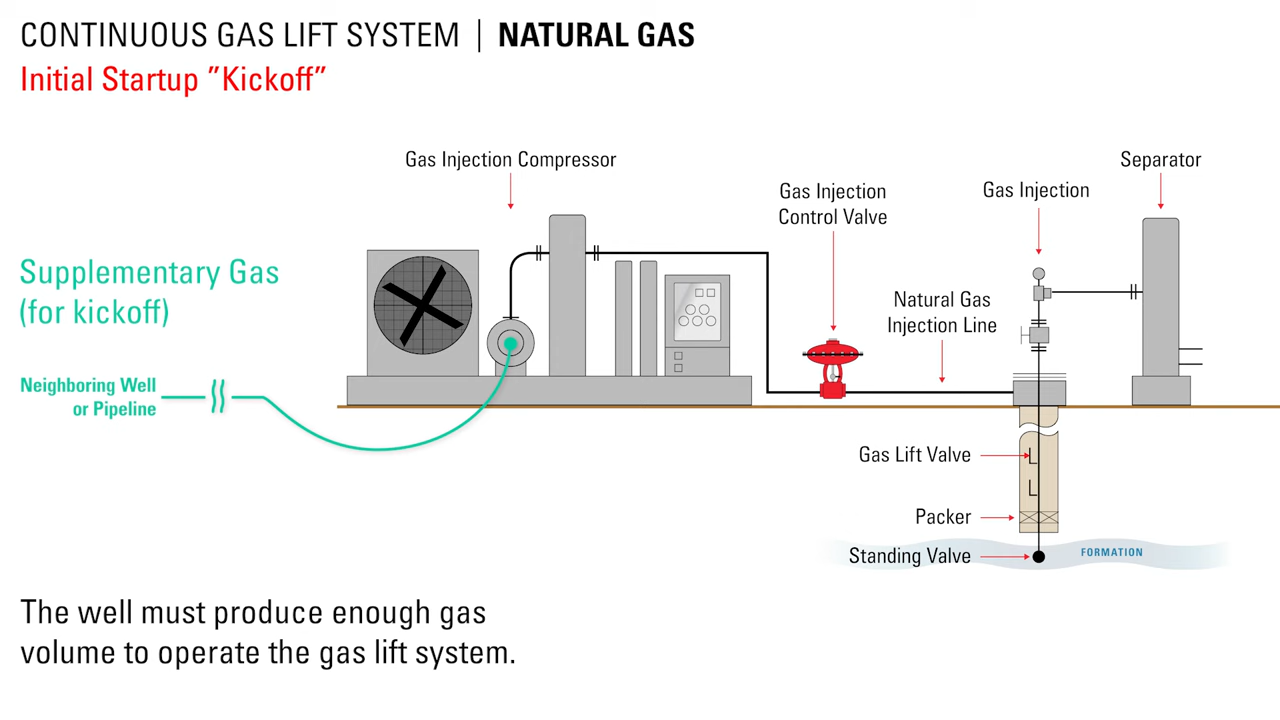 CONTINUOUS GAS LIFT SYSTEM | NATURAL GAS
Initial Startup ”Kickoff”
Gas Injection Compressor
Separator
Gas Injection
Control Valve
Gas Injection
Supplementary Gas
(for kickoff)
Natural Gas
Injection Line
Neighboring Well
or Pipeline
Gas Lift Valve
Packer
Standing Valve
FORMATION
The well must produce enough gas
volume to operate the gas lift system.